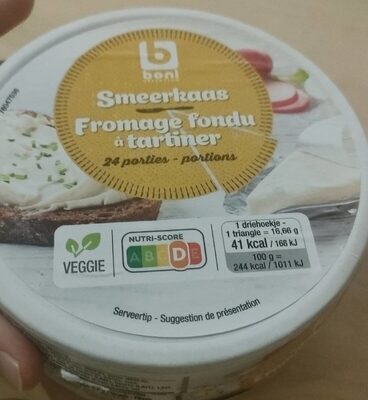 boni
Smeerkaas
Fromage fondu
à tartiner
24 porties - portions
VEGGIE
NUTRI-SCORE
A B C D E
1 driehoekje -
1 triangle = 16,66 g
41 kcal / 168 kJ
100 g =
244 kcal / 1011 kJ
Serveertip - Suggestion de présentation